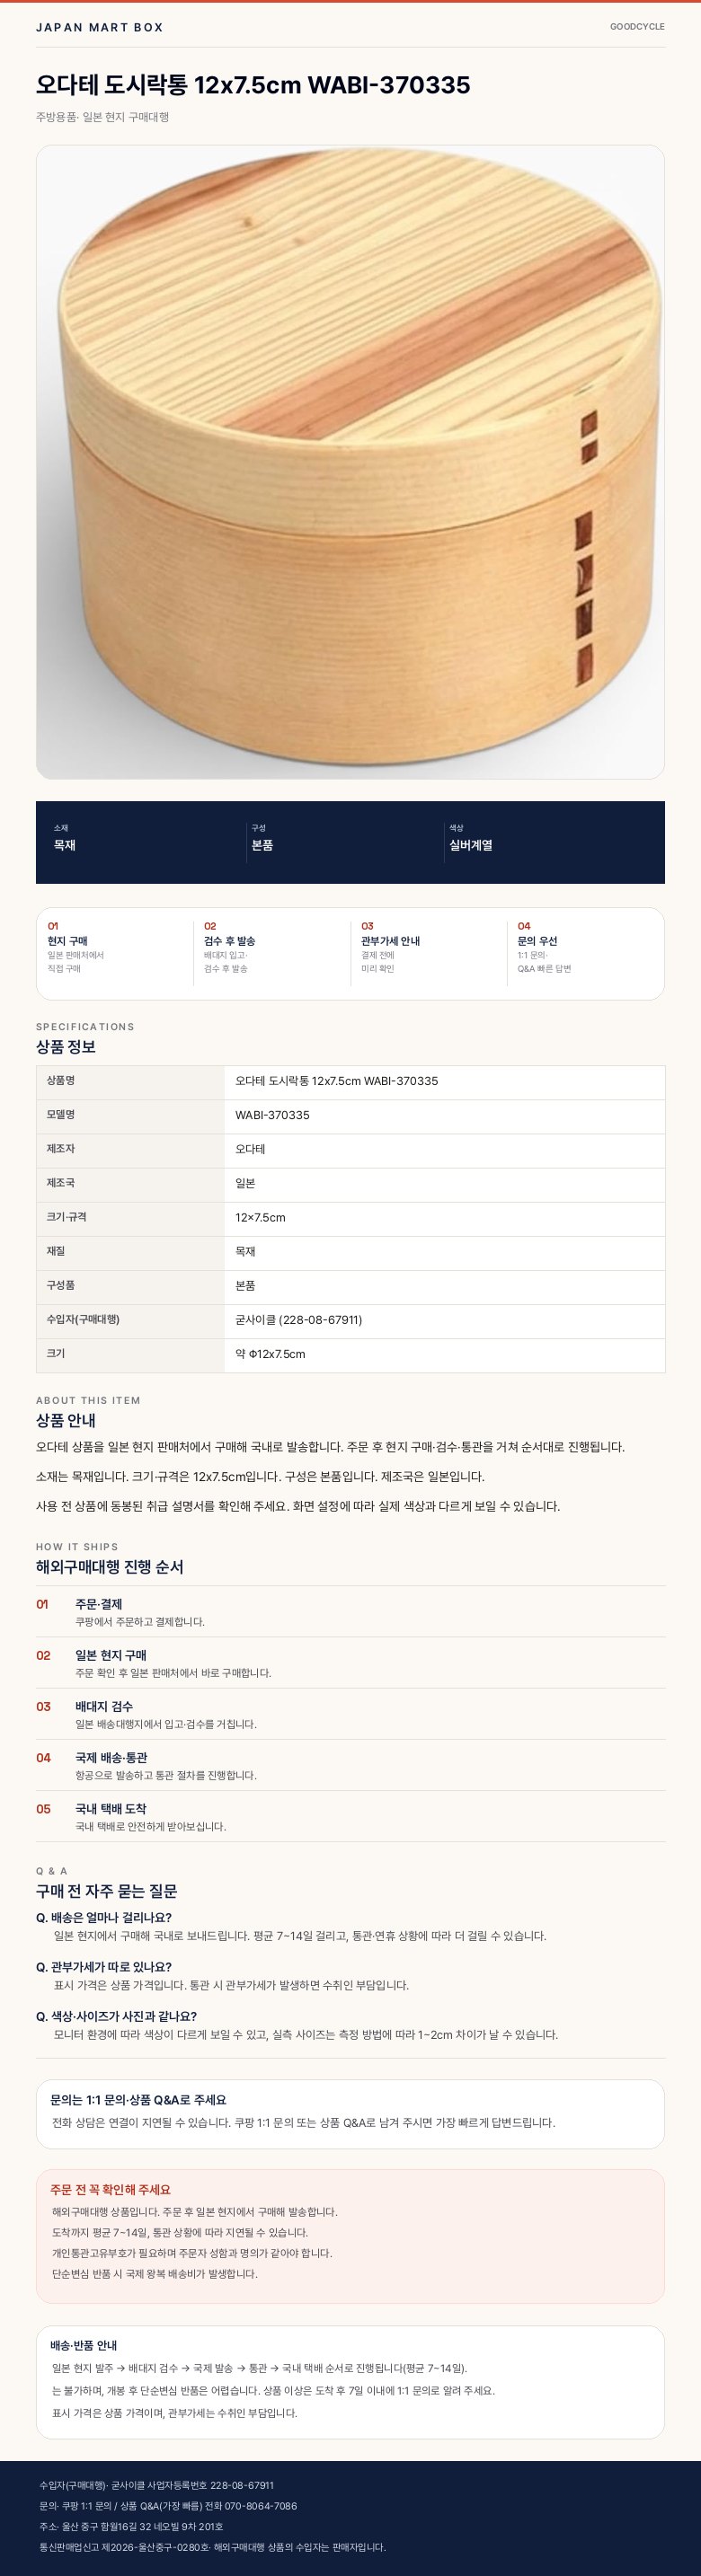 JAPAN MART BOX
GOODCYCLE
오다테 도시락통 12x7.5cm WABI-370335
주방용품· 일본 현지 구매대행
소재
목재
구성
본품
색상
실버계열
01
현지 구매
일본 판매처에서
직접 구매
02
검수 후 발송
배대지 입고·
검수 후 발송
03
관부가세 안내
결제 전에
미리 확인
04
문의 우선
1:1 문의·
Q&A 빠른 답변
SPECIFICATIONS
상품 정보
상품명 오다테 도시락통 12x7.5cm WABI-370335
모델명 WABI-370335
제조자 오다테
제조국 일본
크기·규격 12×7.5cm
재질 목재
구성품 본품
수입자(구매대행) 굳사이클 (228-08-67911)
크기 약 Φ12x7.5cm
ABOUT THIS ITEM
상품 안내
오다테 상품을 일본 현지 판매처에서 구매해 국내로 발송합니다. 주문 후 현지 구매·검수·통관을 거쳐 순서대로 진행됩니다.
소재는 목재입니다. 크기·규격은 12x7.5cm입니다. 구성은 본품입니다. 제조국은 일본입니다.
사용 전 상품에 동봉된 취급 설명서를 확인해 주세요. 화면 설정에 따라 실제 색상과 다르게 보일 수 있습니다.
HOW IT SHIPS
해외구매대행 진행 순서
01 주문·결제
쿠팡에서 주문하고 결제합니다.
02 일본 현지 구매
주문 확인 후 일본 판매처에서 바로 구매합니다.
03 배대지 검수
일본 배송대행지에서 입고·검수를 거칩니다.
04 국제 배송·통관
항공으로 발송하고 통관 절차를 진행합니다.
05 국내 택배 도착
국내 택배로 안전하게 받아보십니다.
Q & A
구매 전 자주 묻는 질문
Q. 배송은 얼마나 걸리나요?
일본 현지에서 구매해 국내로 보내드립니다. 평균 7~14일 걸리고, 통관·연휴 상황에 따라 더 걸릴 수 있습니다.
Q. 관부가세가 따로 있나요?
표시 가격은 상품 가격입니다. 통관 시 관부가세가 발생하면 수취인 부담입니다.
Q. 색상·사이즈가 사진과 같나요?
모니터 환경에 따라 색상이 다르게 보일 수 있고, 실측 사이즈는 측정 방법에 따라 1~2cm 차이가 날 수 있습니다.
문의는 1:1 문의·상품 Q&A로 주세요
전화 상담은 연결이 지연될 수 있습니다. 쿠팡 1:1 문의 또는 상품 Q&A로 남겨 주시면 가장 빠르게 답변드립니다.
주문 전 꼭 확인해 주세요
해외구매대행 상품입니다. 주문 후 일본 현지에서 구매해 발송합니다.
도착까지 평균 7~14일, 통관 상황에 따라 지연될 수 있습니다.
개인통관고유부호가 필요하며 주문자 성함과 명의가 같아야 합니다.
단순변심 반품 시 국제 왕복 배송비가 발생합니다.
배송·반품 안내
일본 현지 발주 → 배대지 검수 → 국제 발송 → 통관 → 국내 택배 순서로 진행됩니다(평균 7~14일).
는 불가하며, 개봉 후 단순변심 반품은 어렵습니다. 상품 이상은 도착 후 7일 이내에 1:1 문의로 알려 주세요.
표시 가격은 상품 가격이며, 관부가세는 수취인 부담입니다.
수입자(구매대행)· 굳사이클 사업자등록번호 228-08-67911
문의· 쿠팡 1:1 문의 / 상품 Q&A(가장 빠름) 전화 070-8064-7086
주소· 울산 중구 함월16길 32 네오빌 9차 201호
통신판매업신고 제2026-울산중구-0280호· 해외구매대행 상품의 수입자는 판매자입니다.